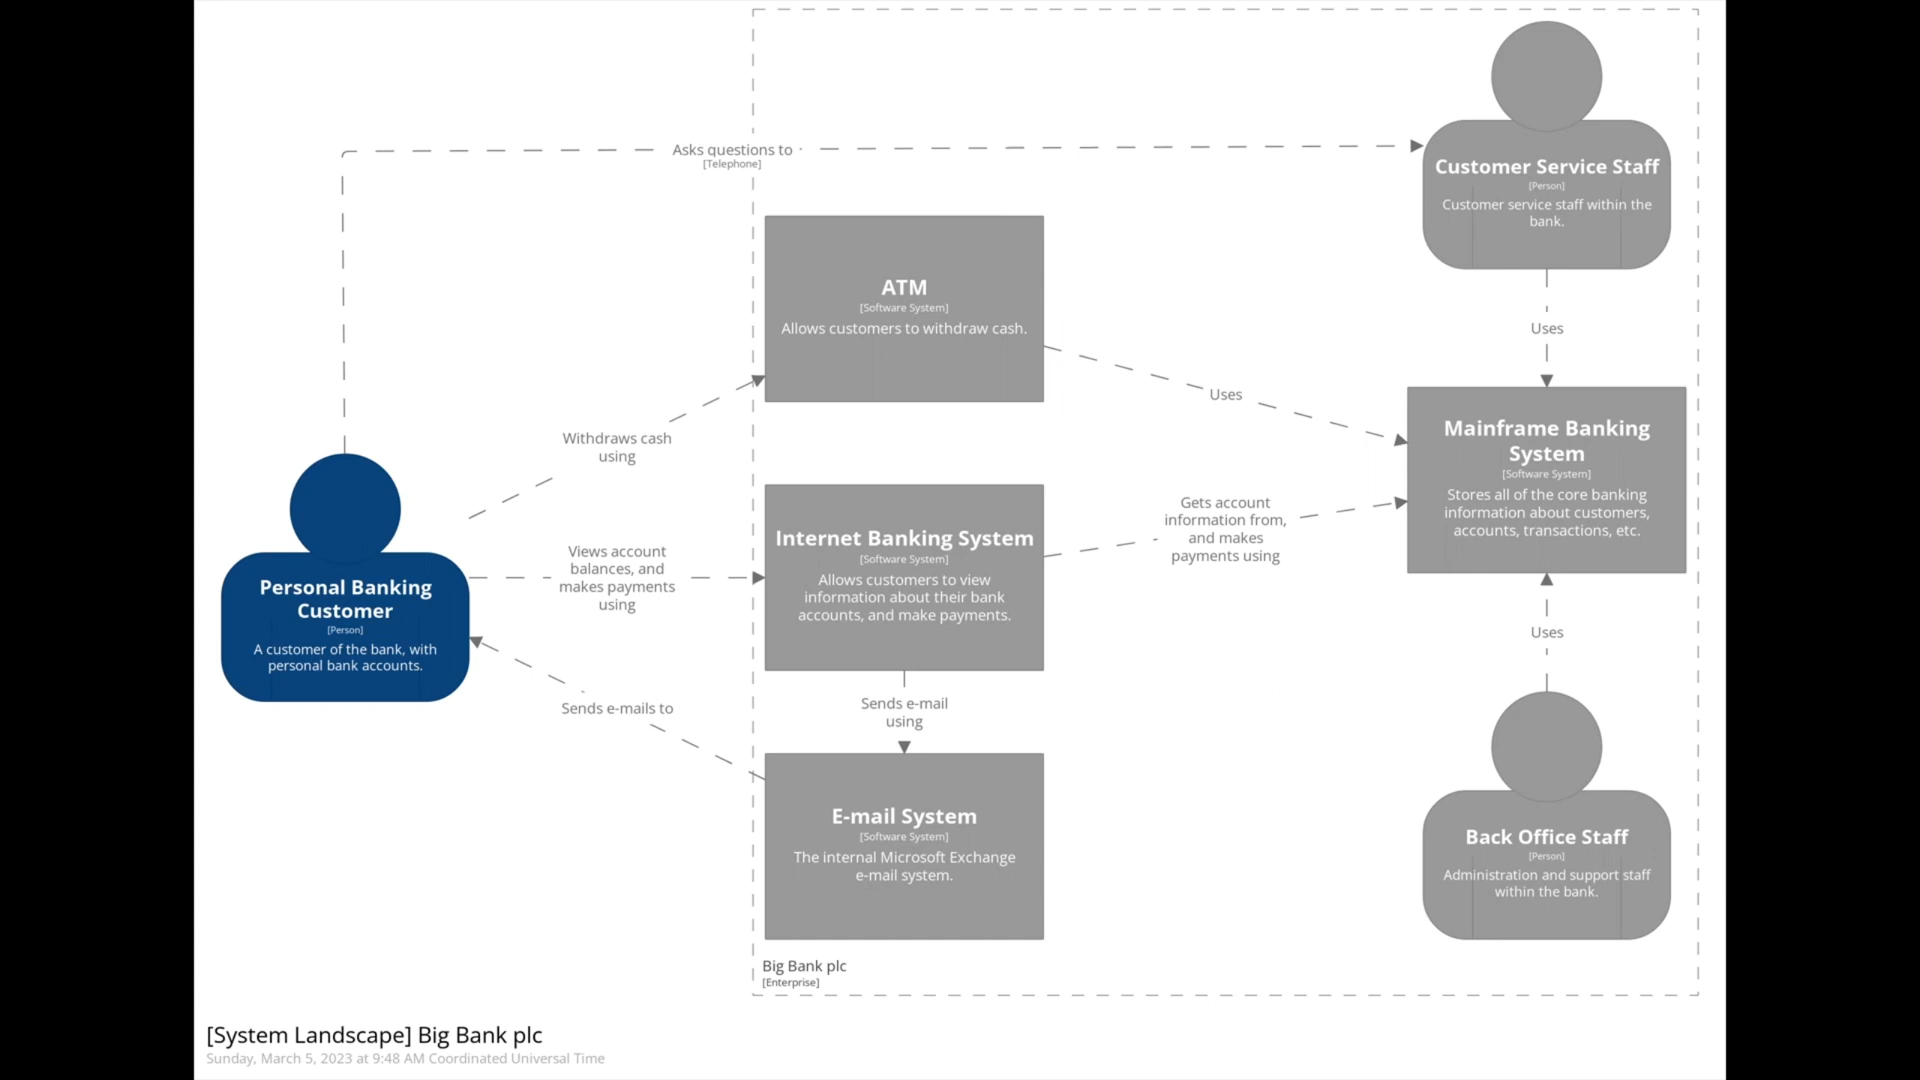 Asks questions to
[Telephone]
Customer Service Staff
[Person]
Customer service staff within the
bank.
ATM
[Software System]
Allows customers to withdraw cash.
Uses
Uses
Withdraws cash
using
Mainframe Banking
System
[Software System]
Stores all of the core banking
information about customers,
accounts, transactions, etc.
Gets account
information from,
and makes
payments using
Internet Banking System
[Software System]
Allows customers to view
information about their bank
accounts, and make payments.
Views account
balances, and
makes payments
using
Personal Banking
Customer
[Person]
A customer of the bank, with
personal bank accounts.
Uses
Sends e-mails to
Sends e-mail
using
E-mail System
[Software System]
The internal Microsoft Exchange
e-mail system.
Back Office Staff
[Person]
Administration and support staff
within the bank.
Big Bank plc
[Enterprise]
[System Landscape] Big Bank plc
Sunday, March 5, 2023 at 9:48 AM Coordinated Universal Time